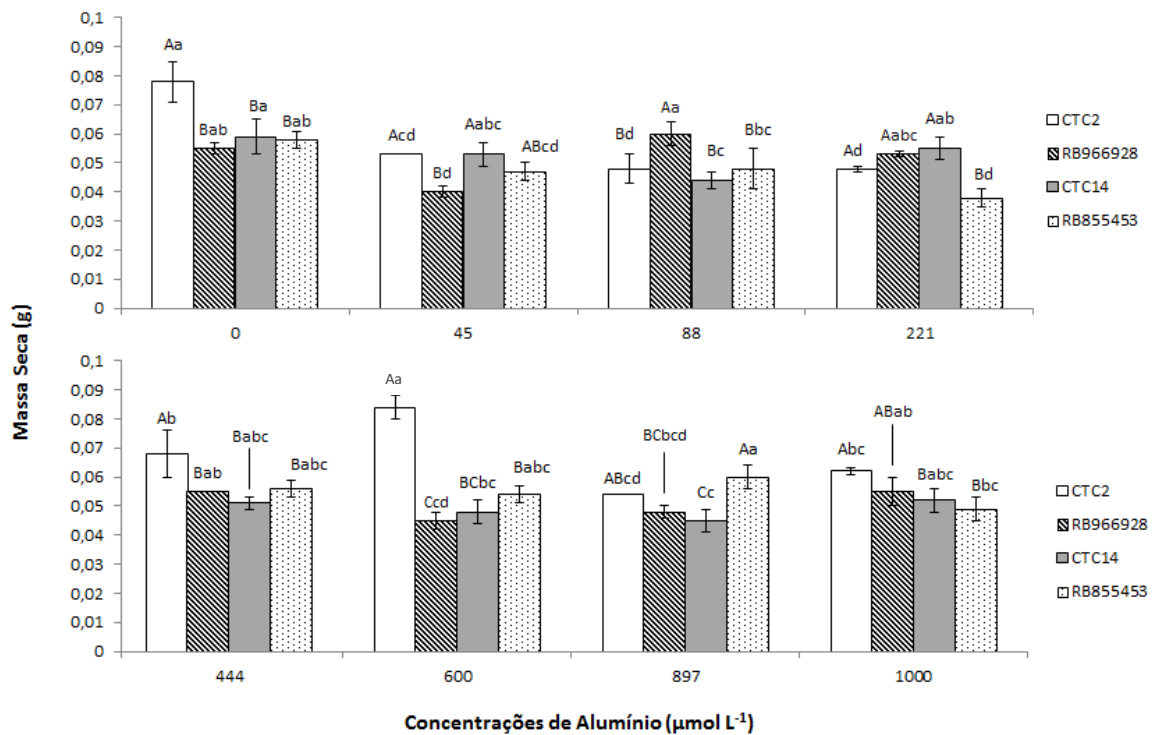 0,1
0,09
0,08
0,07
0,06
0,05
0,04
0,03
0,02
0,01
0
Aa
Bab
Ba
Bab
Acd
Bd
Aabc
ABcd
Bd
Aa
Bc
Bbc
Ad
Aabc
Aab
Bd
0
45
88
221
CTC2
RB966928
CTC14
RB855453
Massa Seca (g)
0,1
0,09
0,08
0,07
0,06
0,05
0,04
0,03
0,02
0,01
0
Ab
Bab
Babc
Babc
Aa
Ccd
BCbc
Babc
ABcd
BCbcd
Cc
Aa
Abc
ABab
Babc
Bbc
444
600
897
1000
CTC2
RB966928
CTC14
RB855453
Concentrações de Alumínio (µmol L⁻¹)